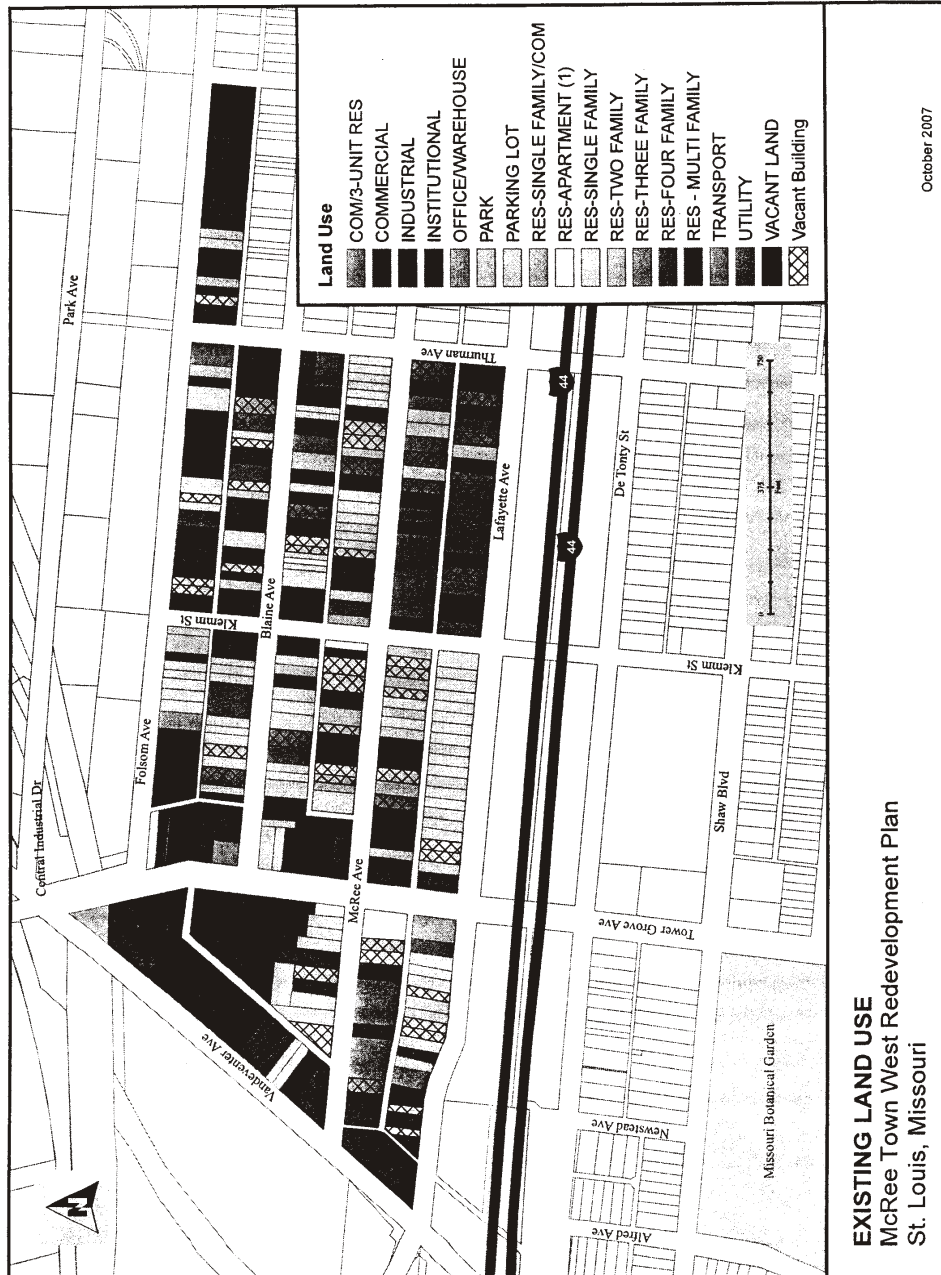 Park Ave
Central Industrial Dr
Folsom Ave
Klemm St
Blaine Ave
Thurman Ave
Vandeventer Ave
McRee Ave
Lafayette Ave
44
44
De Tonty St
Tower Grove Ave
Klemm St
Shaw Blvd
Newstead Ave
Alfred Ave
Missouri Botanical Garden
N
Land Use
COM/3-UNIT RES
COMMERCIAL
INDUSTRIAL
INSTITUTIONAL
OFFICE/WAREHOUSE
PARK
PARKING LOT
RES-SINGLE FAMILY/COM
RES-APARTMENT (1)
RES-SINGLE FAMILY
RES-TWO FAMILY
RES-THREE FAMILY
RES-FOUR FAMILY
RES - MULTI FAMILY
TRANSPORT
UTILITY
VACANT LAND
Vacant Building
0 375 750
EXISTING LAND USE
McRee Town West Redevelopment Plan
St. Louis, Missouri
October 2007